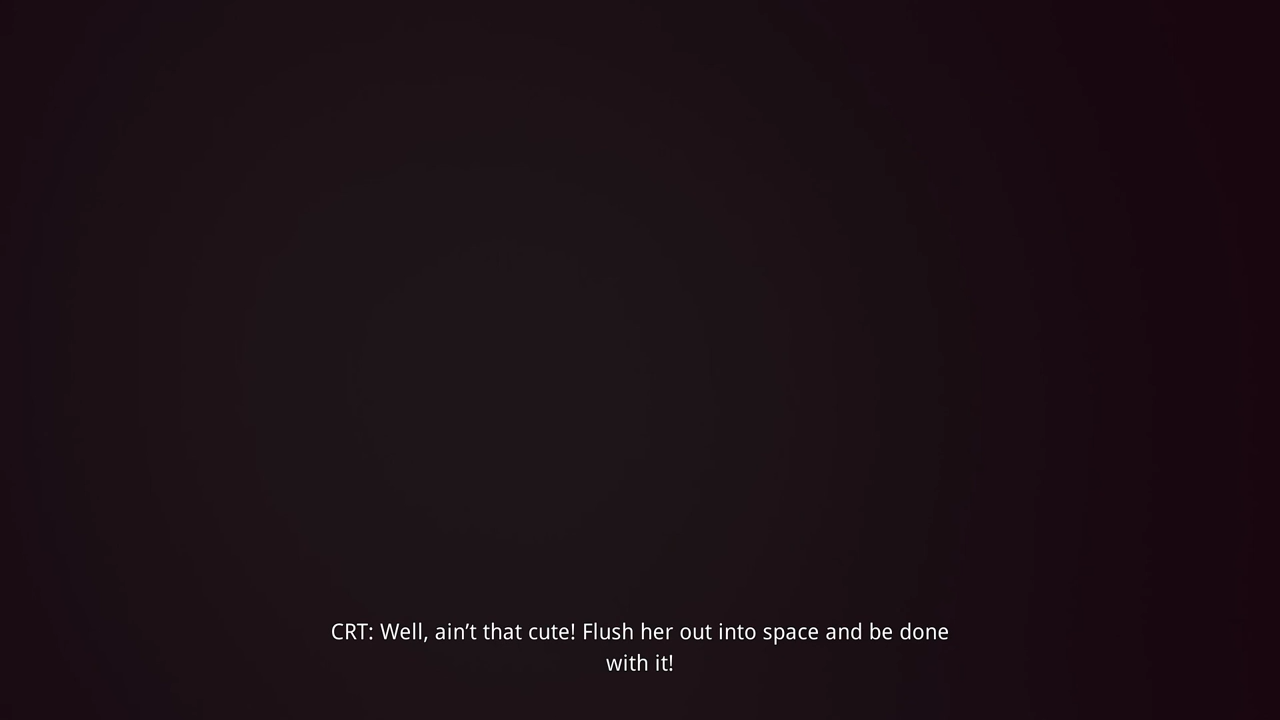 CRT: Well, ain’t that cute! Flush her out into space and be done
with it!